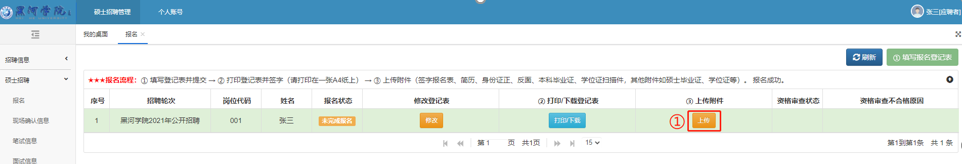 黑河学院 硕士招聘管理 个人账号 张三[应聘者]
我的桌面 报名 ×
招聘信息
刷新 ① 填写报名登记表
硕士招聘
★★★报名流程：① 填写登记表并提交 → ② 打印登记表并签字（请打印在一张A4纸上） → ③ 上传附件（签字报名表、简历、身份证正、反面、本科毕业证、学位证扫描件，其他附件如硕士毕业证、学位证等）。 报名成功。
报名
序号 招聘轮次 岗位代码 姓名 报名状态 修改登记表 ② 打印/下载登记表 ③ 上传附件 资格审查状态 资格审查不合格原因
现场确认信息
1 黑河学院2021年公开招聘 001 张三 未完成报名 修改 打印/下载 ① 上传
笔试信息
第 1 页 共1页 15 第1到第1条 共 1 条
面试信息